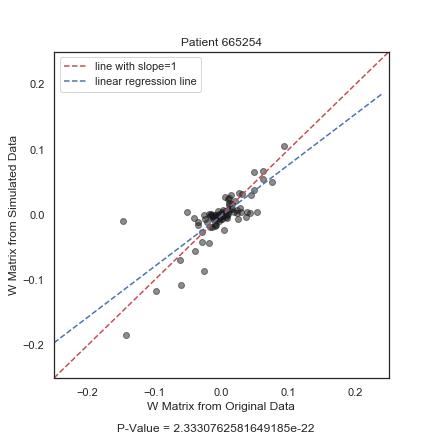 Patient 665254
line with slope=1
linear regression line
0.2
0.1
0.0
−0.1
−0.2
W Matrix from Simulated Data
−0.2 −0.1 0.0 0.1 0.2
W Matrix from Original Data
P-Value = 2.3330762581649185e-22